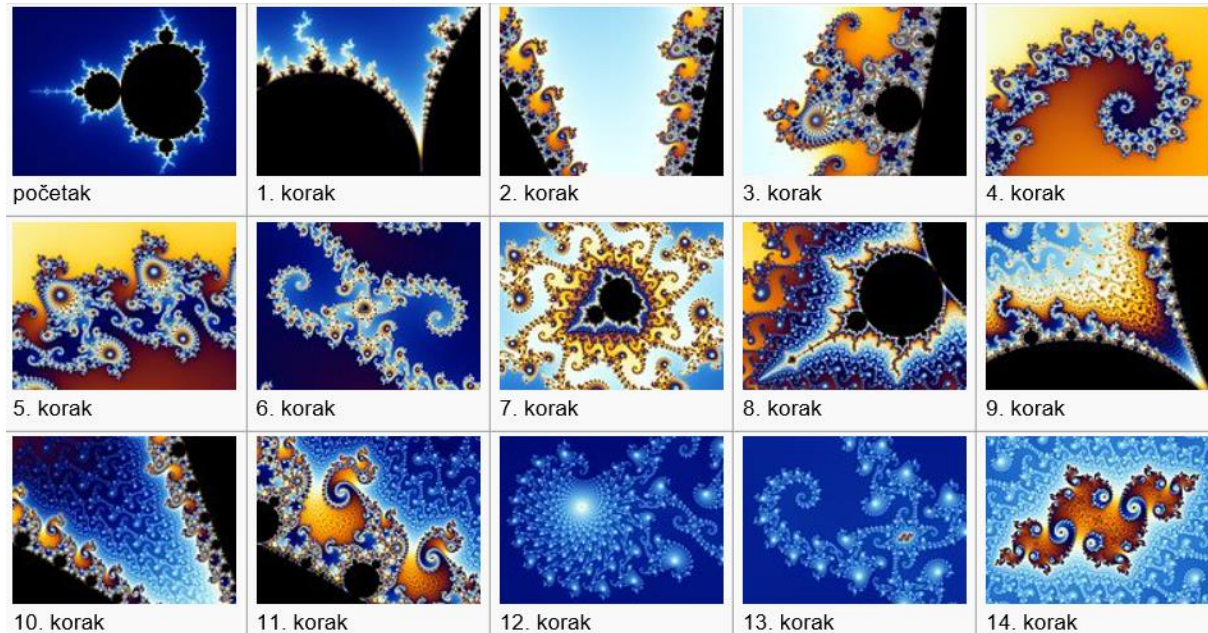 početak
1. korak
2. korak
3. korak
4. korak
5. korak
6. korak
7. korak
8. korak
9. korak
10. korak
11. korak
12. korak
13. korak
14. korak